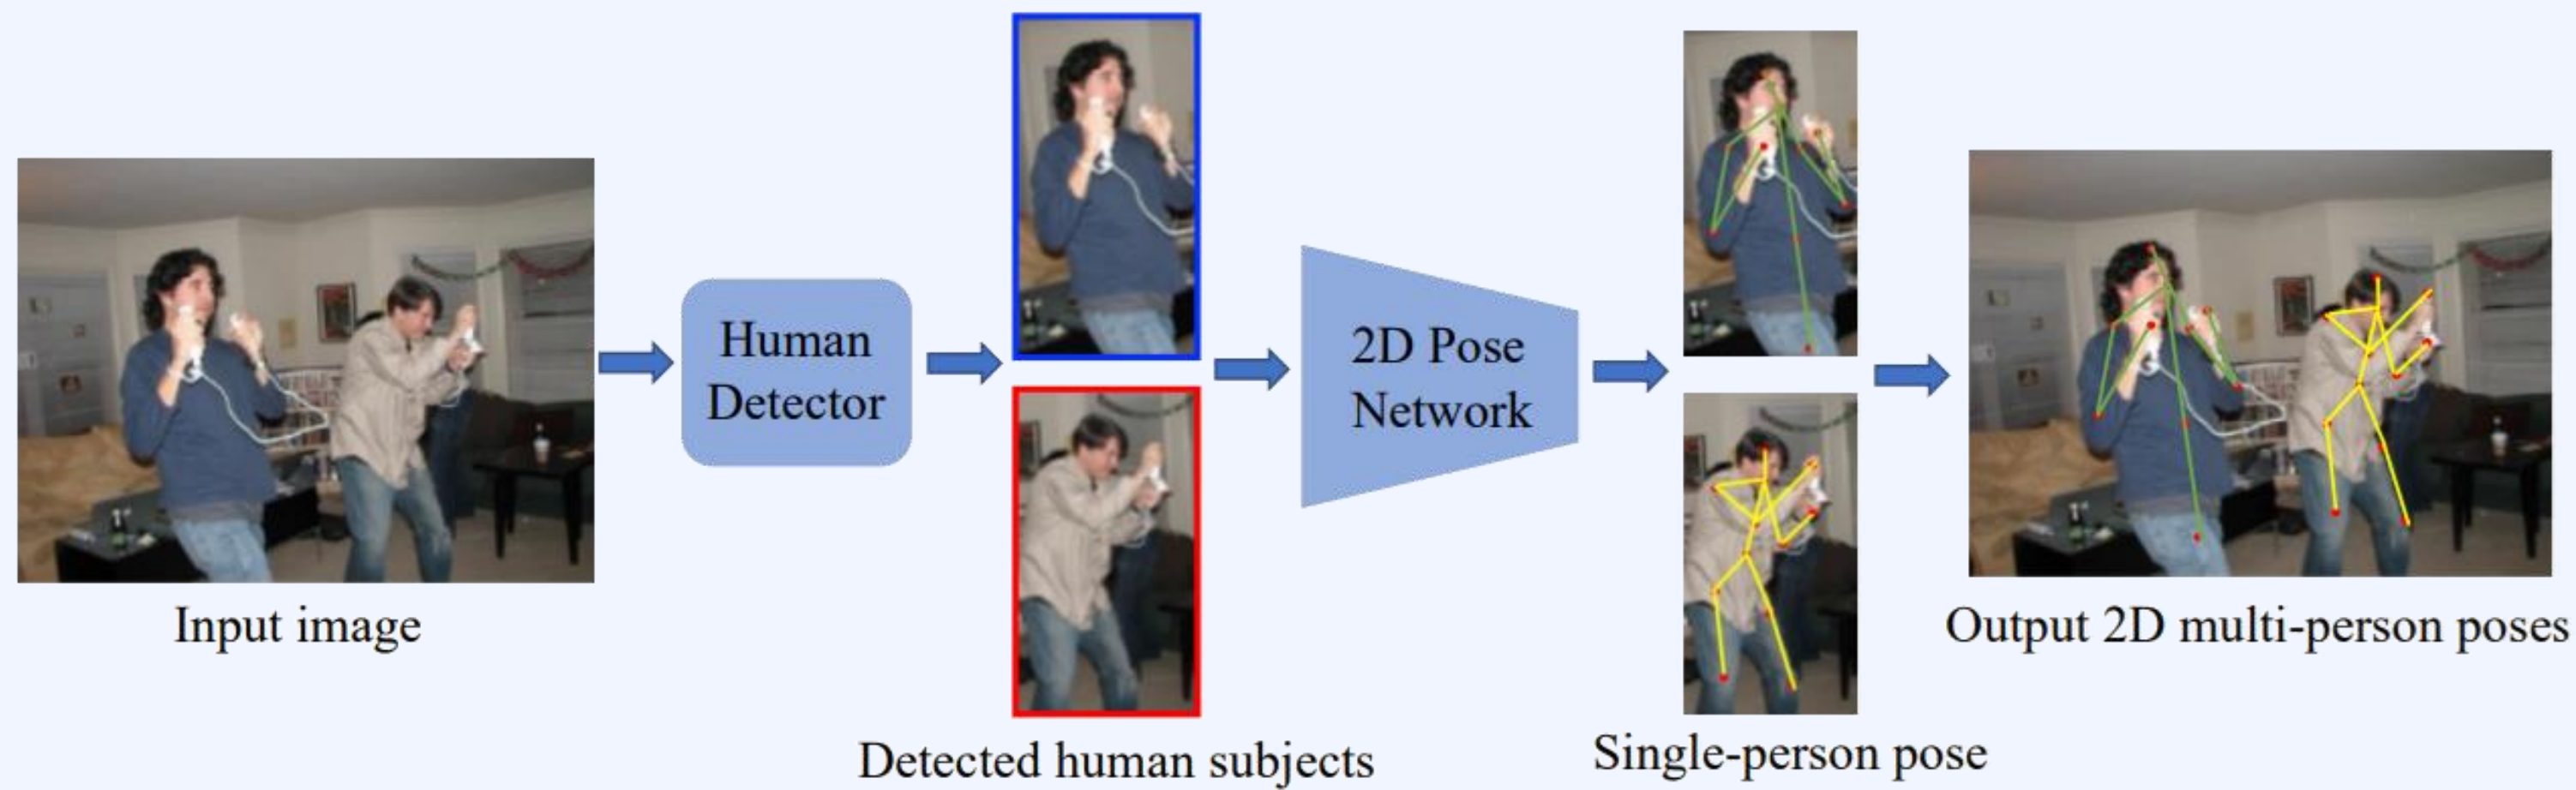 Human
Detector
2D Pose
Network
Input image
Output 2D multi-person poses
Detected human subjects
Single-person pose